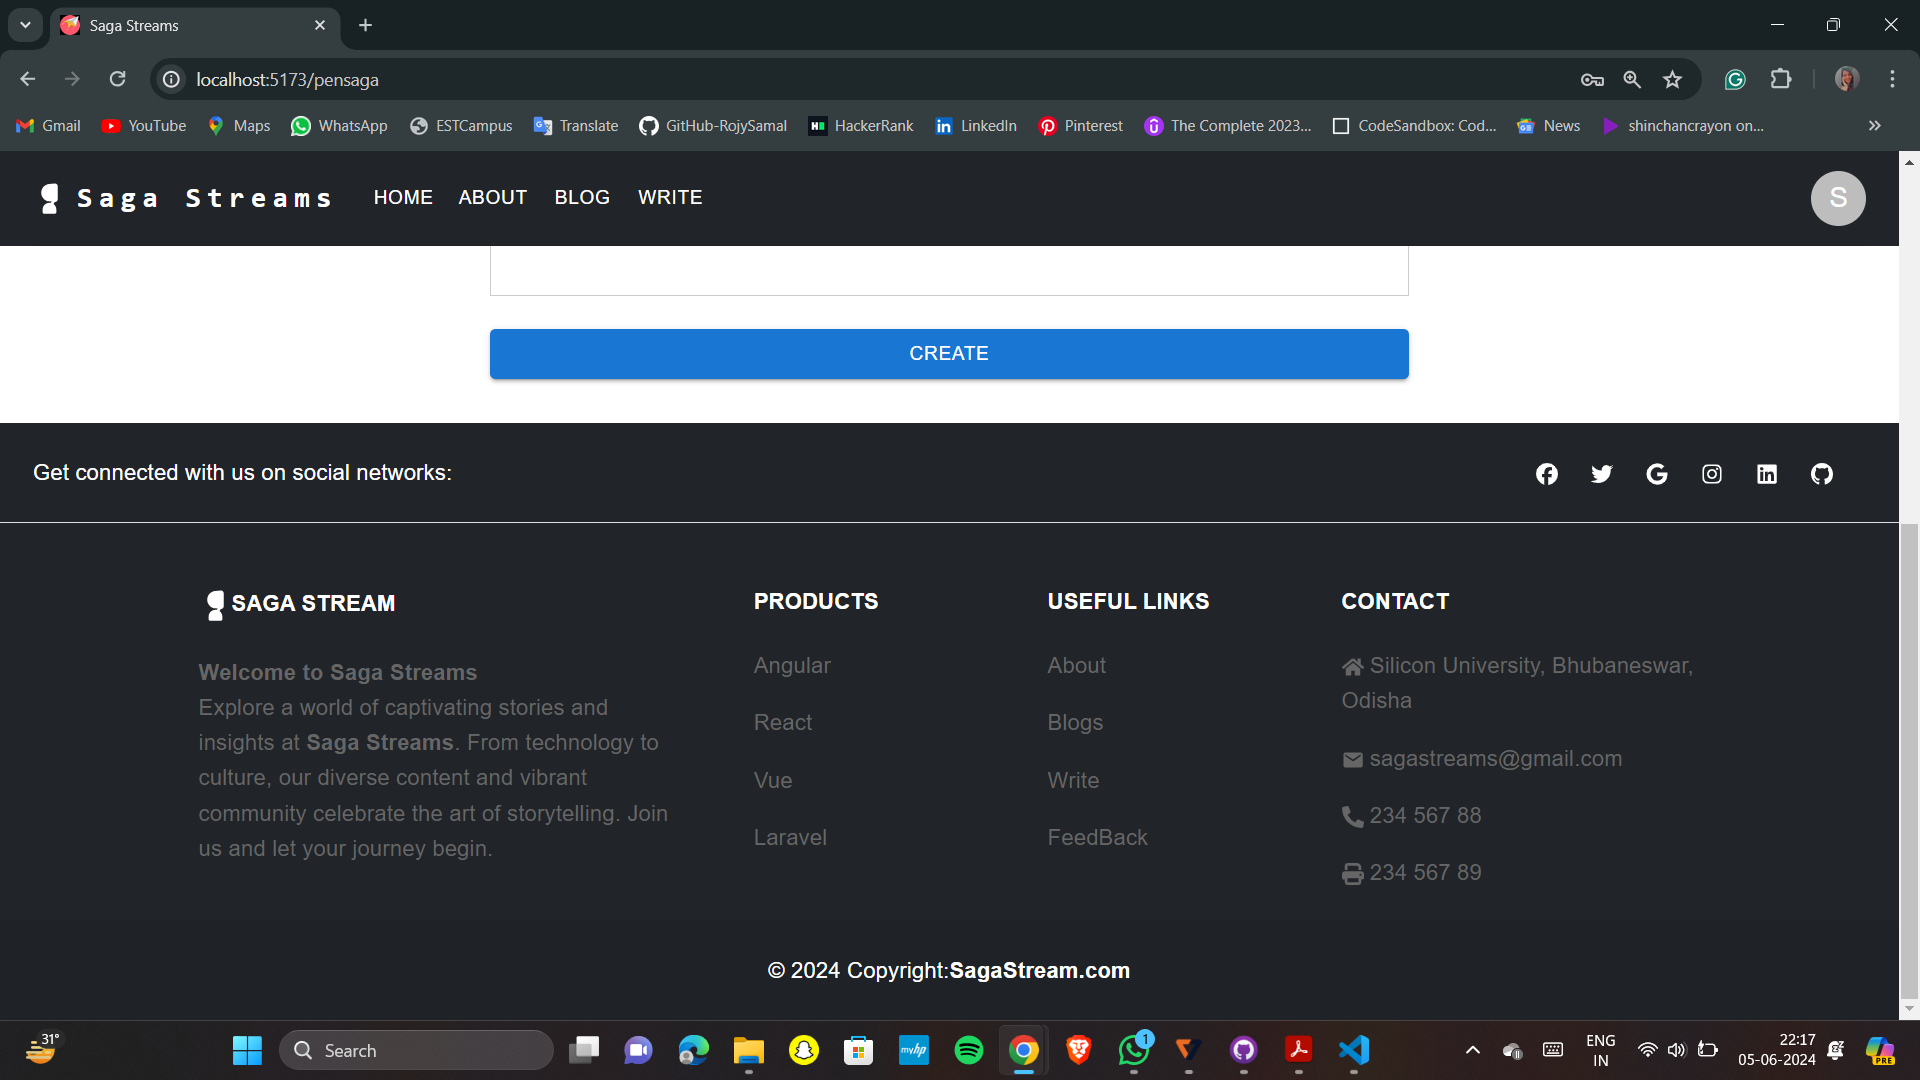 Saga Streams
localhost:5173/pensaga
Gmail YouTube Maps WhatsApp ESTCampus Translate GitHub-RojySamal HackerRank LinkedIn Pinterest The Complete 2023... CodeSandbox: Cod... News shinchancrayon on...
Saga Streams HOME ABOUT BLOG WRITE S
CREATE
Get connected with us on social networks:
SAGA STREAM
Welcome to Saga Streams
Explore a world of captivating stories and
insights at Saga Streams. From technology to
culture, our diverse content and vibrant
community celebrate the art of storytelling. Join
us and let your journey begin.
PRODUCTS
Angular
React
Vue
Laravel
USEFUL LINKS
About
Blogs
Write
FeedBack
CONTACT
Silicon University, Bhubaneswar,
Odisha
sagastreams@gmail.com
234 567 88
234 567 89
© 2024 Copyright:SagaStream.com
31°
Search
myhp
1
ENG
IN
22:17
05-06-2024
PRE